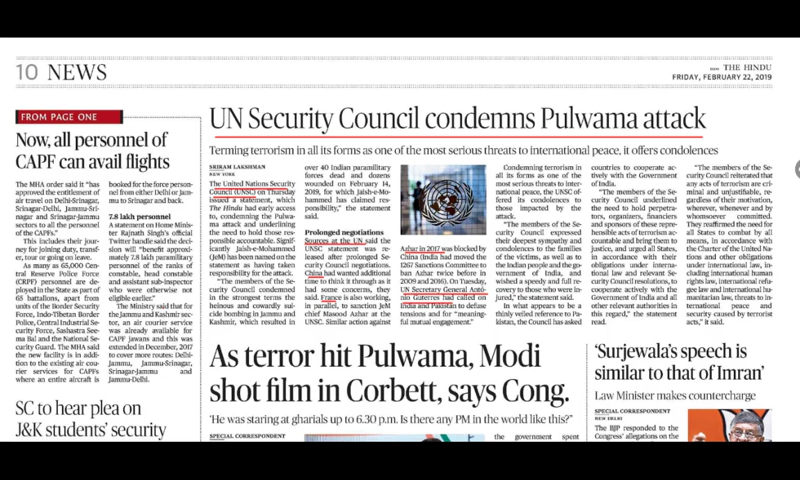 10 NEWS
THE HINDU
FRIDAY, FEBRUARY 22, 2019
FROM PAGE ONE
Now, all personnel of
CAPF can avail flights
The MHA order said it "has
approved the entitlement of
air travel on Delhi-Srinagar,
Srinagar-Delhi, Jammu-Sri-
nagar and Srinagar-Jammu
sectors to all the personnel
of the CAPFs."
This includes their jour-
ney for joining duty, trans-
fer, tour or going on leave.
As many as 65,000 Cen-
tral Reserve Police Force
(CRPF) personnel are de-
ployed in the State as part of
65 battalions, apart from
units of the Border Security
Force, Indo-Tibetan Border
Police, Central Industrial Se-
curity Force, Sashastra See-
ma Bal and the National Se-
curity Guard. The MHA said
the new facility is in addi-
tion to the existing air cour-
ier services for CAPFs
where an entire aircraft is
booked for the force person-
nel from either Delhi or Jam-
mu to Srinagar and back.
7.8 lakh personnel
A statement on Home Minis-
ter Rajnath Singh's official
Twitter handle said the deci-
sion will "benefit approxi-
mately 7.8 lakh paramilitary
personnel of the ranks of
constable, head constable
and assistant sub-inspector
who were otherwise not
eligible earlier."
The Ministry said that for
the Jammu and Kashmir sec-
tor, an air courier service
was already available for
CAPF jawans and this was
extended in December, 2017
to cover more routes: Delhi-
Jammu, Jammu-Srinagar,
Srinagar-Jammu and
Jammu-Delhi.
SC to hear plea on
J&K students' security
UN Security Council condemns Pulwama attack
Terming terrorism in all its forms as one of the most serious threats to international peace, it offers condolences
SRIRAM LAKSHMAN
NEW YORK
The United Nations Security
Council (UNSC) on Thursday
issued a statement, which
The Hindu had early access
to, condemning the Pulwa-
ma attack and underlining
the need to hold those res-
ponsible accountable. Signif-
icantly Jaish-e-Mohammed
(JeM) has been named on the
statement as having taken
responsibility for the attack.
"The members of the Se-
curity Council condemned
in the strongest terms the
heinous and cowardly sui-
cide bombing in Jammu and
Kashmir, which resulted in
over 40 Indian paramilitary
forces dead and dozens
wounded on February 14,
2019, for which Jaish-e-Mo-
hammed has claimed res-
ponsibility," the statement
said.
Prolonged negotiations
Sources at the UN said the
UNSC statement was re-
leased after prolonged Se-
curity Council negotiations.
China had wanted additional
time to think it through as it
had some concerns, they
said. France is also working,
in parallel, to sanction JeM
chief Masood Azhar at the
UNSC. Similar action against
Azhar in 2017 was blocked by
China (India had moved the
1267 Sanctions Committee to
ban Azhar twice before in
2009 and 2016). On Tuesday,
UN Secretary General Antó-
nio Guterres had called on
India and Pakistan to defuse
tensions and for "meaning-
ful mutual engagement."
Condemning terrorism in
all its forms as one of the
most serious threats to inter-
national peace, the UNSC of-
fered its condolences to
those impacted by the
attack.
"The members of the Se-
curity Council expressed
their deepest sympathy and
condolences to the families
of the victims, as well as to
the Indian people and the go-
vernment of India, and
wished a speedy and full re-
covery to those who were in-
jured," the statement said.
In what appears to be a
thinly veiled reference to Pa-
kistan, the Council has asked
countries to cooperate acti-
vely with the Government of
India.
"The members of the Se-
curity Council underlined
the need to hold perpetra-
tors, organizers, financiers
and sponsors of these repre-
hensible acts of terrorism ac-
countable and bring them to
justice, and urged all States,
in accordance with their
obligations under interna-
tional law and relevant Secur-
ity Council resolutions, to
cooperate actively with the
Government of India and all
other relevant authorities in
this regard," the statement
read.
"The members of the Se-
curity Council reiterated that
any acts of terrorism are cri-
minal and unjustifiable, re-
gardless of their motivation,
wherever, whenever and by
whomsoever committed.
They reaffirmed the need for
all States to combat by all
means, in accordance with
the Charter of the United Na-
tions and other obligations
under international law, in-
cluding international human
rights law, international refu-
gee law and international hu-
manitarian law, threats to in-
ternational peace and
security caused by terrorist
acts," it said.
As terror hit Pulwama, Modi
shot film in Corbett, says Cong.
'He was staring at gharials up to 6.30 p.m. Is there any PM in the world like this?"
SPECIAL CORRESPONDENT
the government spent
'Surjewala's speech is
similar to that of Imran'
Law Minister makes countercharge
SPECIAL CORRESPONDENT
NEW DELHI
The BJP responded to the
Congress' allegations on the